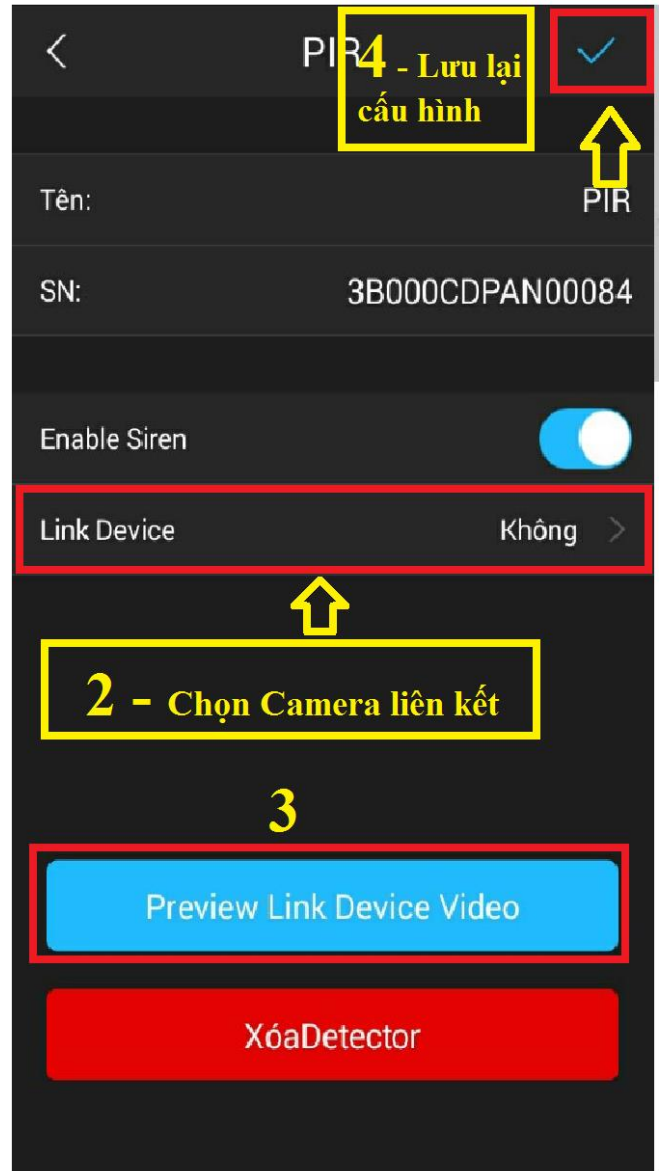 PIR
4 - Lưu lại
cấu hình
Tên: PIR
SN: 3B000CDPAN00084
Enable Siren
Link Device Không
2 - Chọn Camera liên kết
3
Preview Link Device Video
XóaDetector